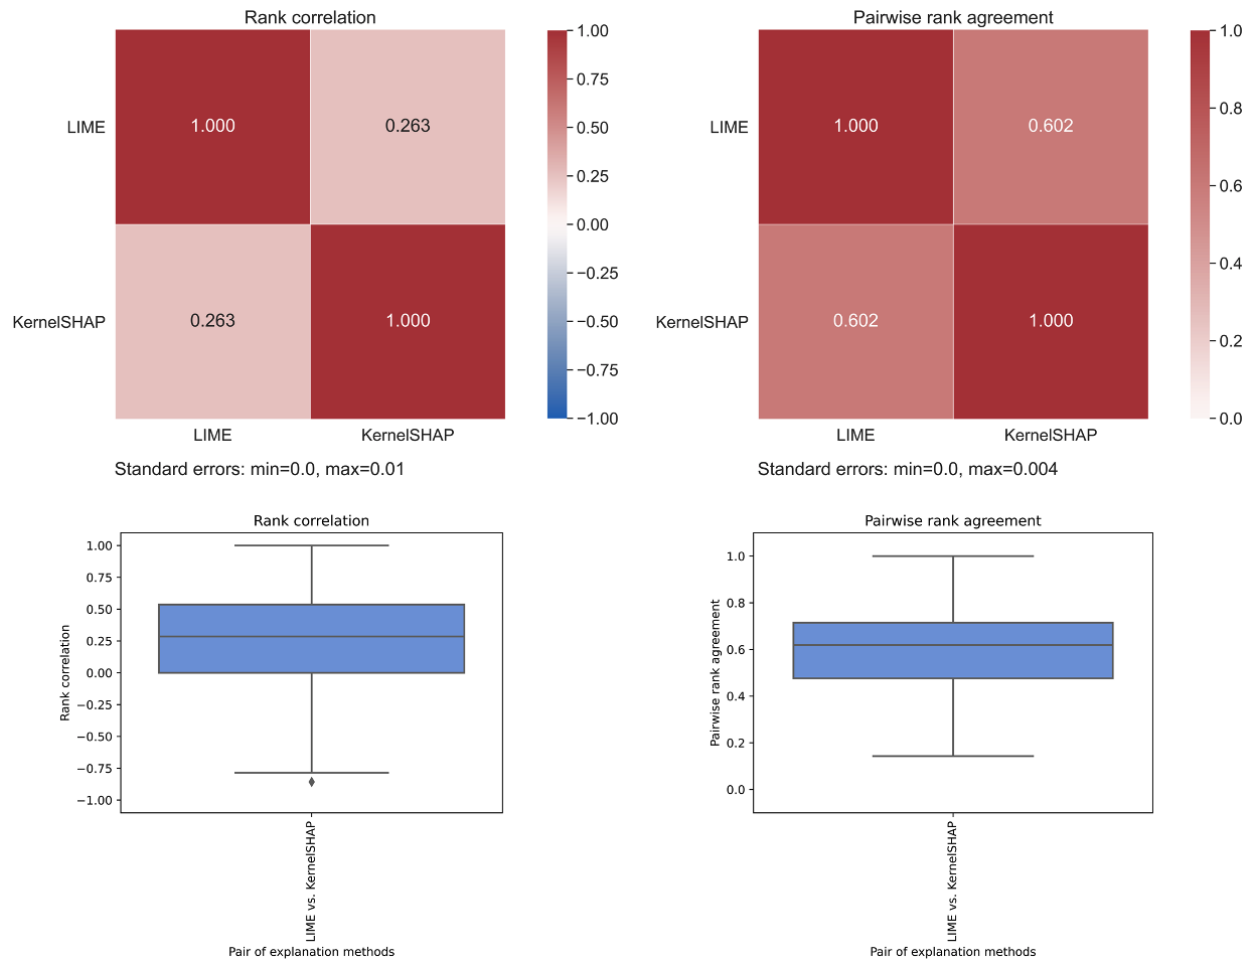 Rank correlation
LIME
KernelSHAP
1.000
0.263
0.263
1.000
LIME
KernelSHAP
1.00
0.75
0.50
0.25
0.00
−0.25
−0.50
−0.75
−1.00
Standard errors: min=0.0, max=0.01
Pairwise rank agreement
LIME
KernelSHAP
1.000
0.602
0.602
1.000
LIME
KernelSHAP
1.0
0.8
0.6
0.4
0.2
0.0
Standard errors: min=0.0, max=0.004
Rank correlation
Rank correlation
1.00
0.75
0.50
0.25
0.00
−0.25
−0.50
−0.75
−1.00
LIME vs. KernelSHAP
Pair of explanation methods
Pairwise rank agreement
Pairwise rank agreement
1.0
0.8
0.6
0.4
0.2
0.0
LIME vs. KernelSHAP
Pair of explanation methods